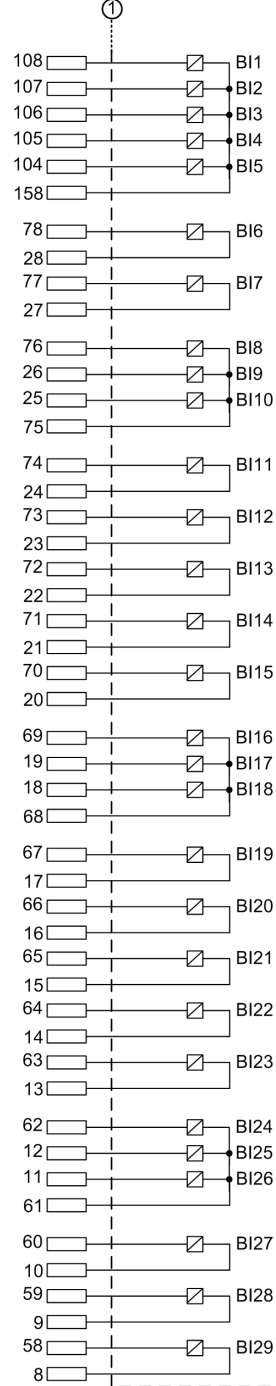 1
108 BI1
107 BI2
106 BI3
105 BI4
104 BI5
158
78 BI6
28
77 BI7
27
76 BI8
26 BI9
25 BI10
75
74 BI11
24
73 BI12
23
72 BI13
22
71 BI14
21
70 BI15
20
69 BI16
19 BI17
18 BI18
68
67 BI19
17
66 BI20
16
65 BI21
15
64 BI22
14
63 BI23
13
62 BI24
12 BI25
11 BI26
61
60 BI27
10
59 BI28
9
58 BI29
8